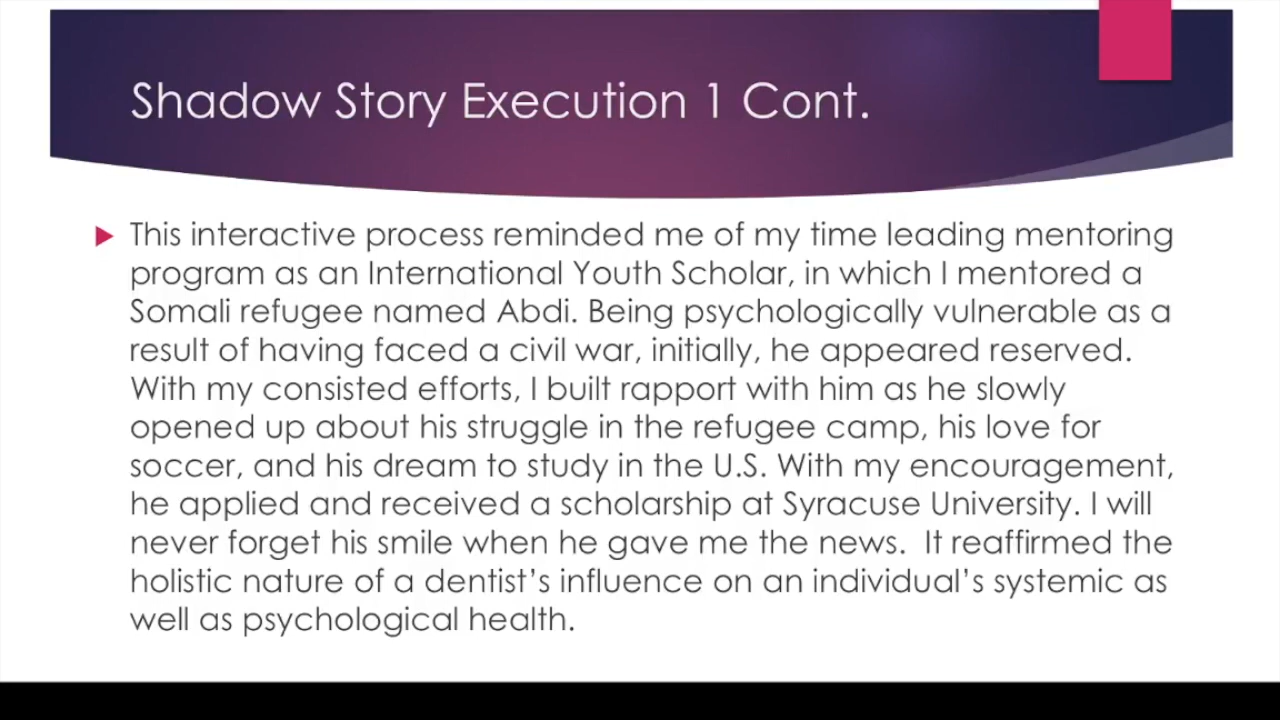 Shadow Story Execution 1 Cont.
This interactive process reminded me of my time leading mentoring
program as an International Youth Scholar, in which I mentored a
Somali refugee named Abdi. Being psychologically vulnerable as a
result of having faced a civil war, initially, he appeared reserved.
With my consisted efforts, I built rapport with him as he slowly
opened up about his struggle in the refugee camp, his love for
soccer, and his dream to study in the U.S. With my encouragement,
he applied and received a scholarship at Syracuse University. I will
never forget his smile when he gave me the news.  It reaffirmed the
holistic nature of a dentist’s influence on an individual’s systemic as
well as psychological health.